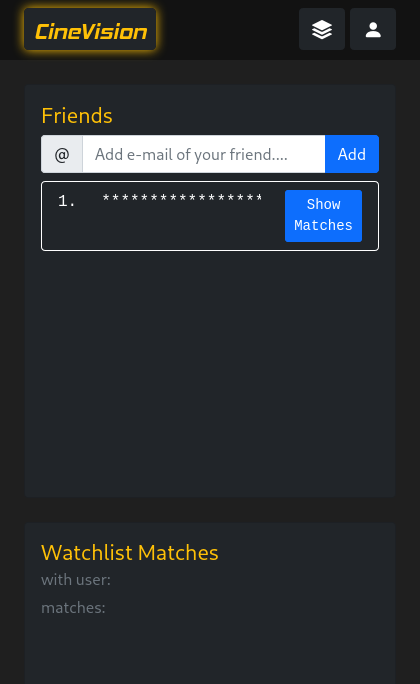 CineVision
Friends
@ Add e-mail of your friend.... Add
1. ***************** Show
Matches
Watchlist Matches
with user:
matches: